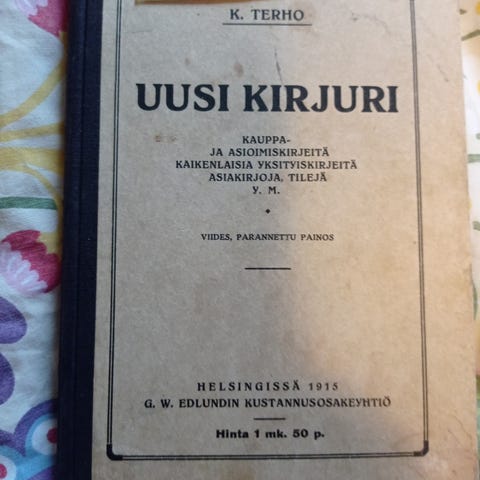 K. TERHO
UUSI KIRJURI
KAUPPA-
JA ASIOIMISKIRJEITÄ
KAIKENLAISIA YKSITYISKIRJEITÄ
ASIAKIRJOJA, TILEJÄ
Y. M.
VIIDES, PARANNETTU PAINOS
HELSINGISSÄ 1915
G. W. EDLUNDIN KUSTANNUSOSAKEYHTIÖ
Hinta 1 mk. 50 p.